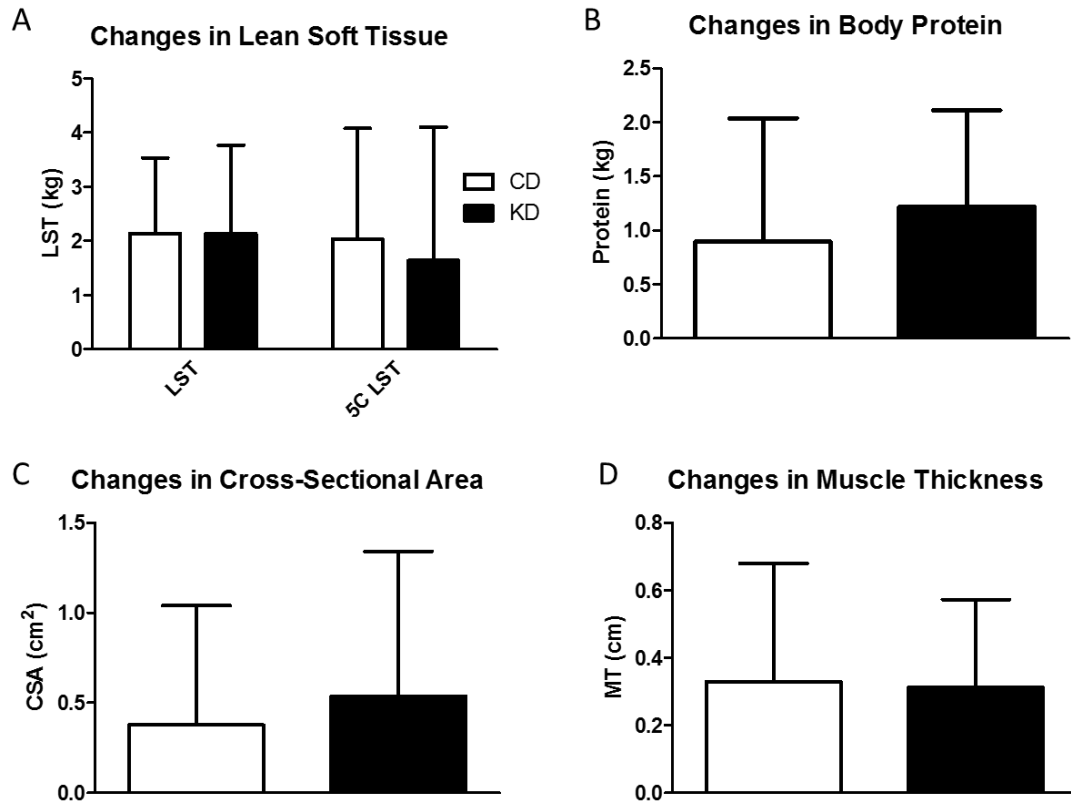 A
Changes in Lean Soft Tissue
LST (kg)
5
4
3
2
1
0
LST
5C LST
CD
KD
B
Changes in Body Protein
Protein (kg)
2.5
2.0
1.5
1.0
0.5
0.0
C
Changes in Cross-Sectional Area
CSA (cm²)
1.5
1.0
0.5
0.0
D
Changes in Muscle Thickness
MT (cm)
0.8
0.6
0.4
0.2
0.0